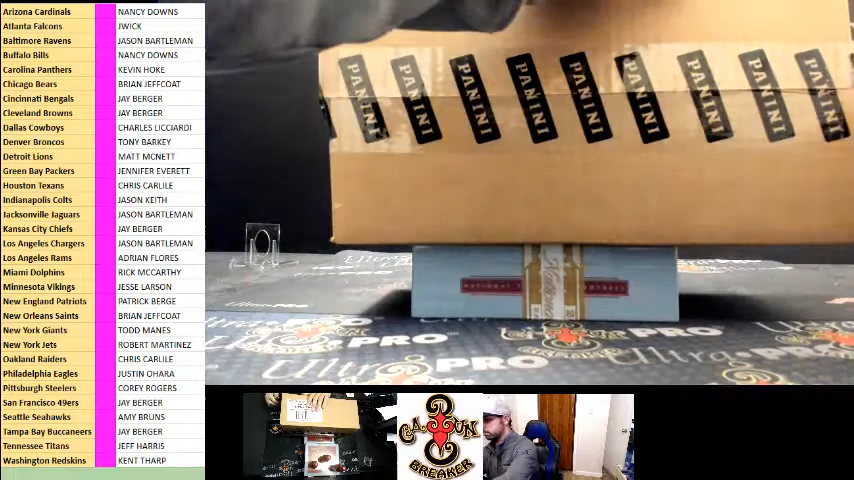 Arizona Cardinals NANCY DOWNS
Atlanta Falcons JWICK
Baltimore Ravens JASON BARTLEMAN
Buffalo Bills NANCY DOWNS
Carolina Panthers KEVIN HOKE
Chicago Bears BRIAN JEFFCOAT
Cincinnati Bengals JAY BERGER
Cleveland Browns JAY BERGER
Dallas Cowboys CHARLES LICCIARDI
Denver Broncos TONY BARKEY
Detroit Lions MATT MCNETT
Green Bay Packers JENNIFER EVERETT
Houston Texans CHRIS CARLILE
Indianapolis Colts JASON KEITH
Jacksonville Jaguars JASON BARTLEMAN
Kansas City Chiefs JAY BERGER
Los Angeles Chargers JASON BARTLEMAN
Los Angeles Rams ADRIAN FLORES
Miami Dolphins RICK MCCARTHY
Minnesota Vikings JESSE LARSON
New England Patriots PATRICK BERGE
New Orleans Saints BRIAN JEFFCOAT
New York Giants TODD MANES
New York Jets ROBERT MARTINEZ
Oakland Raiders CHRIS CARLILE
Philadelphia Eagles JUSTIN OHARA
Pittsburgh Steelers COREY ROGERS
San Francisco 49ers JAY BERGER
Seattle Seahawks AMY BRUNS
Tampa Bay Buccaneers JAY BERGER
Tennessee Titans JEFF HARRIS
Washington Redskins KENT THARP
PANINI PANINI PANINI PANINI PANINI PANINI PANINI PANINI PANINI
NATIONAL
Ultra PRO
PRO
CAJUN
BREAKER